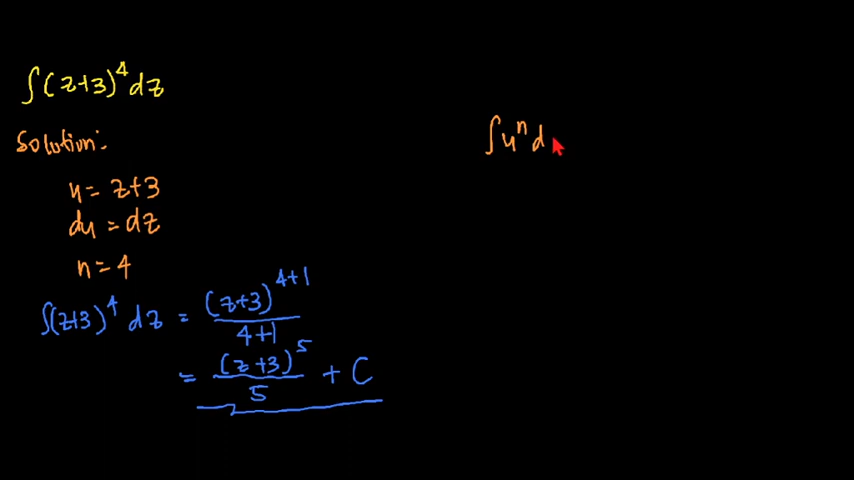 ∫(z+3)^4 dz
Solution:
u = z+3
du = dz
n = 4
∫(z+3)^4 dz = (z+3)^(4+1) / (4+1)
= (z+3)^5 / 5 + C
∫u^n d